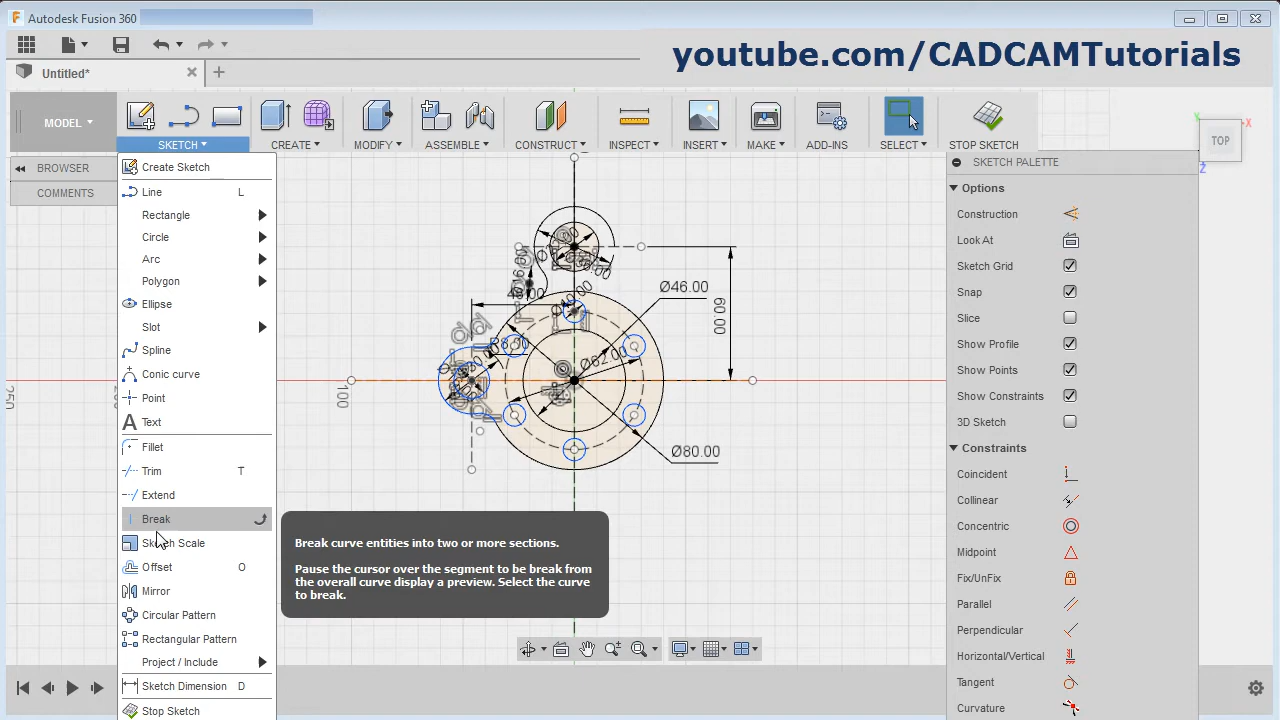 Autodesk Fusion 360
youtube.com/CADCAMTutorials
Untitled*
MODEL
SKETCH
CREATE
MODIFY
ASSEMBLE
CONSTRUCT
INSPECT
INSERT
MAKE
ADD-INS
SELECT
STOP SKETCH
BROWSER
COMMENTS
Create Sketch
Line L
Rectangle
Circle
Arc
Polygon
Ellipse
Slot
Spline
Conic curve
Point
Text
Fillet
Trim T
Extend
Break
Sketch Scale
Offset O
Mirror
Circular Pattern
Rectangular Pattern
Project / Include
Sketch Dimension D
Stop Sketch
Break curve entities into two or more sections.
Pause the cursor over the segment to be break from
the overall curve display a preview. Select the curve
to break.
250
100
Ø46.00
60.00
Ø62.00
Ø80.00
TOP
X
Y
Z
SKETCH PALETTE
Options
Construction
Look At
Sketch Grid
Snap
Slice
Show Profile
Show Points
Show Constraints
3D Sketch
Constraints
Coincident
Collinear
Concentric
Midpoint
Fix/UnFix
Parallel
Perpendicular
Horizontal/Vertical
Tangent
Curvature